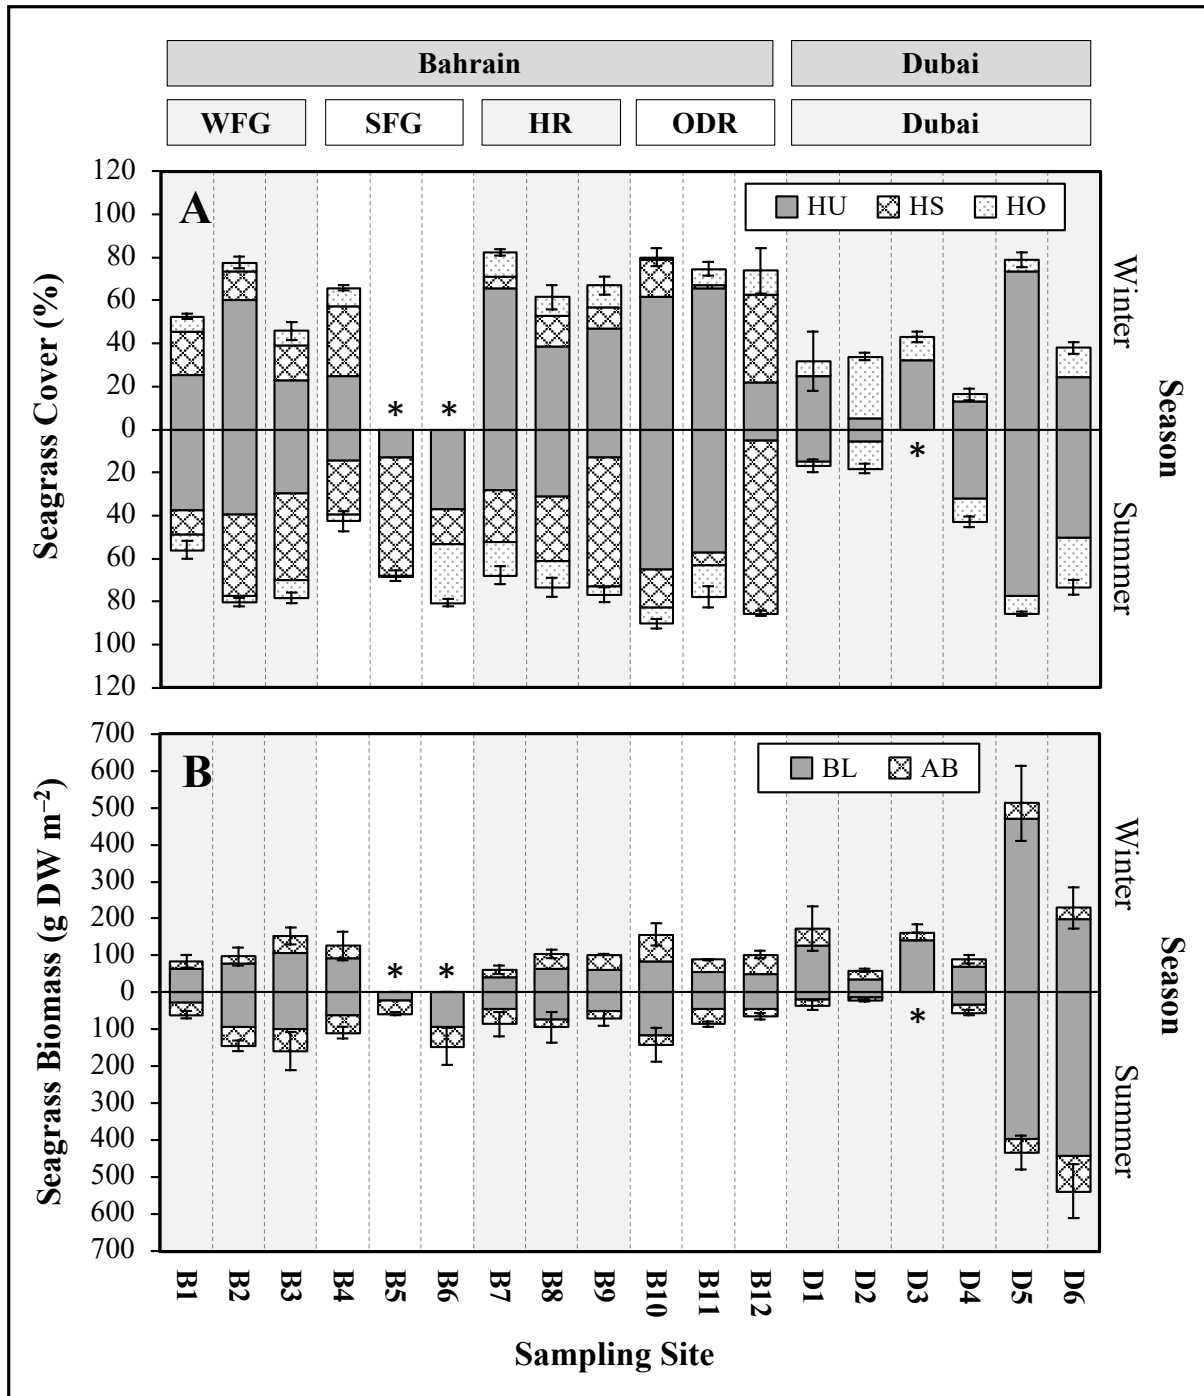 Bahrain Dubai
WFG SFG HR ODR Dubai
A
HU HS HO
120
100
80
60
40
20
0
20
40
60
80
100
120
Seagrass Cover (%)
* *
*
Winter
Summer
Season
B
BL AB
700
600
500
400
300
200
100
0
100
200
300
400
500
600
700
Seagrass Biomass (g DW m⁻²)
* *
*
Winter
Summer
Season
B1 B2 B3 B4 B5 B6 B7 B8 B9 B10 B11 B12 D1 D2 D3 D4 D5 D6
Sampling Site